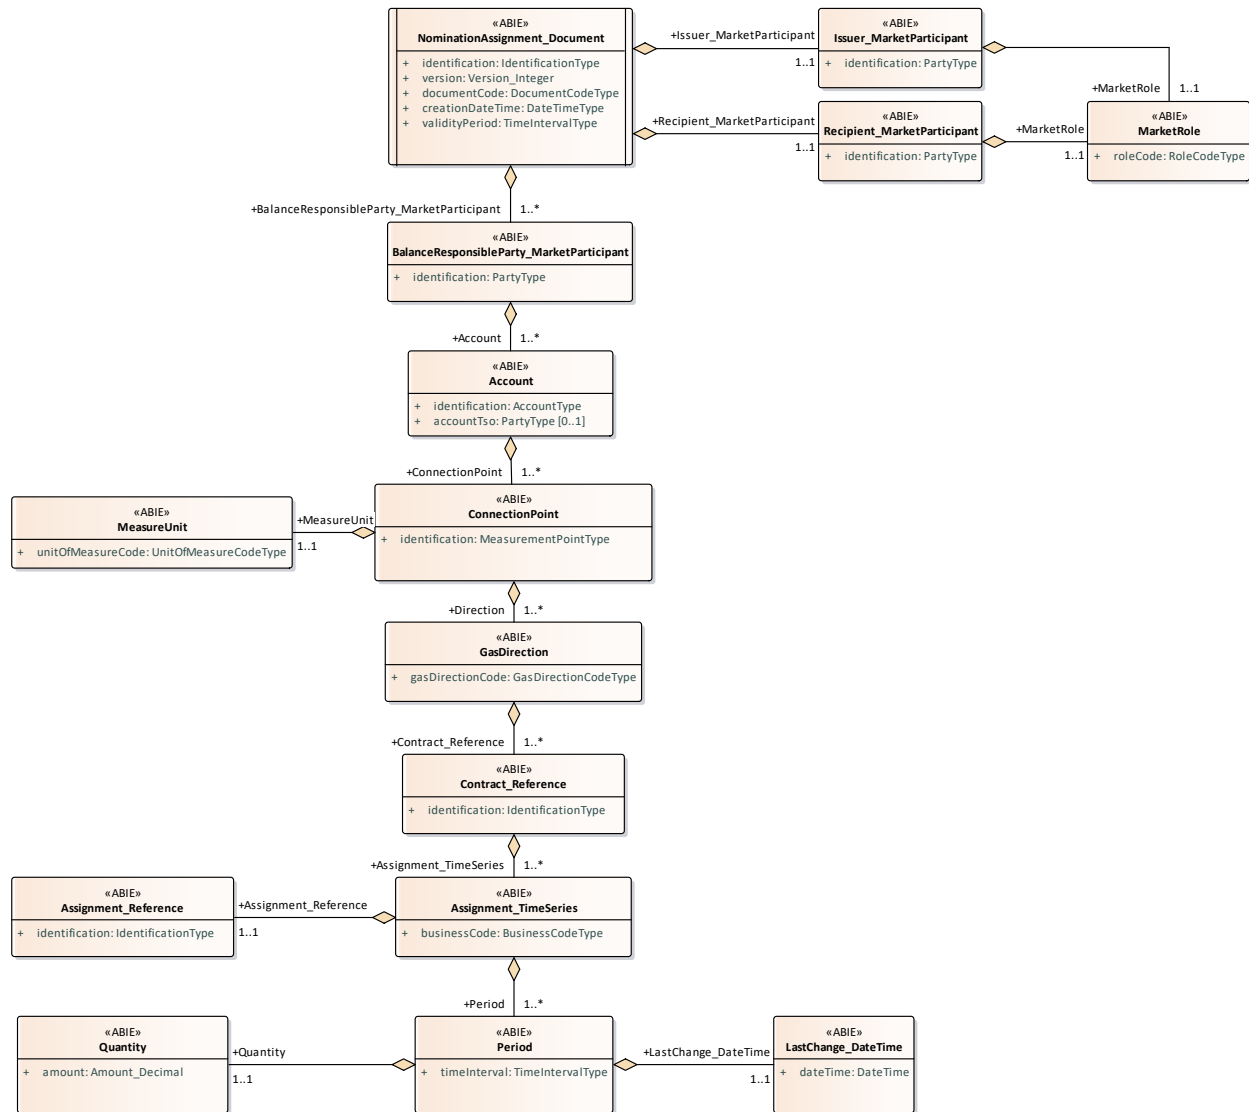 «ABIE»
NominationAssignment_Document
+ identification: IdentificationType
+ version: Version_Integer
+ documentCode: DocumentCodeType
+ creationDateTime: DateTimeType
+ validityPeriod: TimeIntervalType
+Issuer_MarketParticipant
1..1
«ABIE»
Issuer_MarketParticipant
+ identification: PartyType
+MarketRole 1..1
+Recipient_MarketParticipant
1..1
«ABIE»
Recipient_MarketParticipant
+ identification: PartyType
+MarketRole
1..1
«ABIE»
MarketRole
+ roleCode: RoleCodeType
+BalanceResponsibleParty_MarketParticipant 1..*
«ABIE»
BalanceResponsibleParty_MarketParticipant
+ identification: PartyType
+Account 1..*
«ABIE»
Account
+ identification: AccountType
+ accountTso: PartyType [0..1]
+ConnectionPoint 1..*
«ABIE»
MeasureUnit
+ unitOfMeasureCode: UnitOfMeasureCodeType
+MeasureUnit
1..1
«ABIE»
ConnectionPoint
+ identification: MeasurementPointType
+Direction 1..*
«ABIE»
GasDirection
+ gasDirectionCode: GasDirectionCodeType
+Contract_Reference 1..*
«ABIE»
Contract_Reference
+ identification: IdentificationType
+Assignment_TimeSeries 1..*
«ABIE»
Assignment_Reference
+ identification: IdentificationType
+Assignment_Reference
1..1
«ABIE»
Assignment_TimeSeries
+ businessCode: BusinessCodeType
+Period 1..*
«ABIE»
Quantity
+ amount: Amount_Decimal
+Quantity
1..1
«ABIE»
Period
+ timeInterval: TimeIntervalType
+LastChange_DateTime
1..1
«ABIE»
LastChange_DateTime
+ dateTime: DateTime